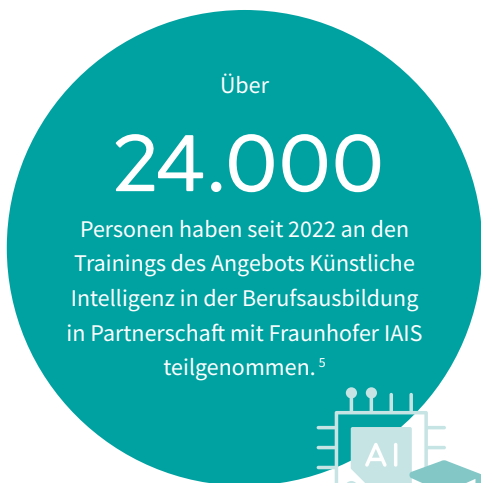 Über
24.000
Personen haben seit 2022 an den
Trainings des Angebots Künstliche
Intelligenz in der Berufsausbildung
in Partnerschaft mit Fraunhofer IAIS
teilgenommen. 5
AI